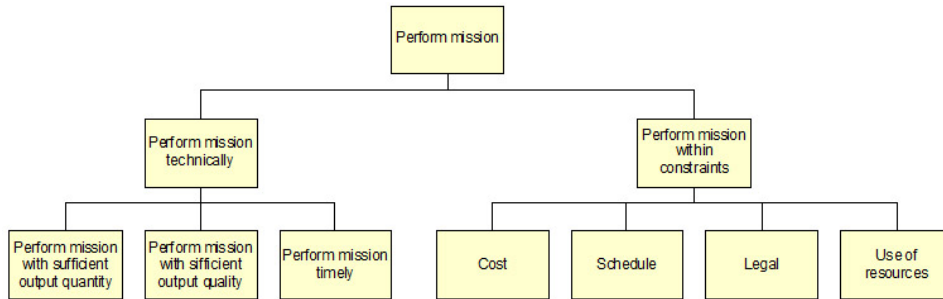 Perform mission
Perform mission
technically
Perform mission
within
constraints
Perform mission
with sufficient
output quantity
Perform mission
with sifficient
output quality
Perform mission
timely
Cost
Schedule
Legal
Use of
resources